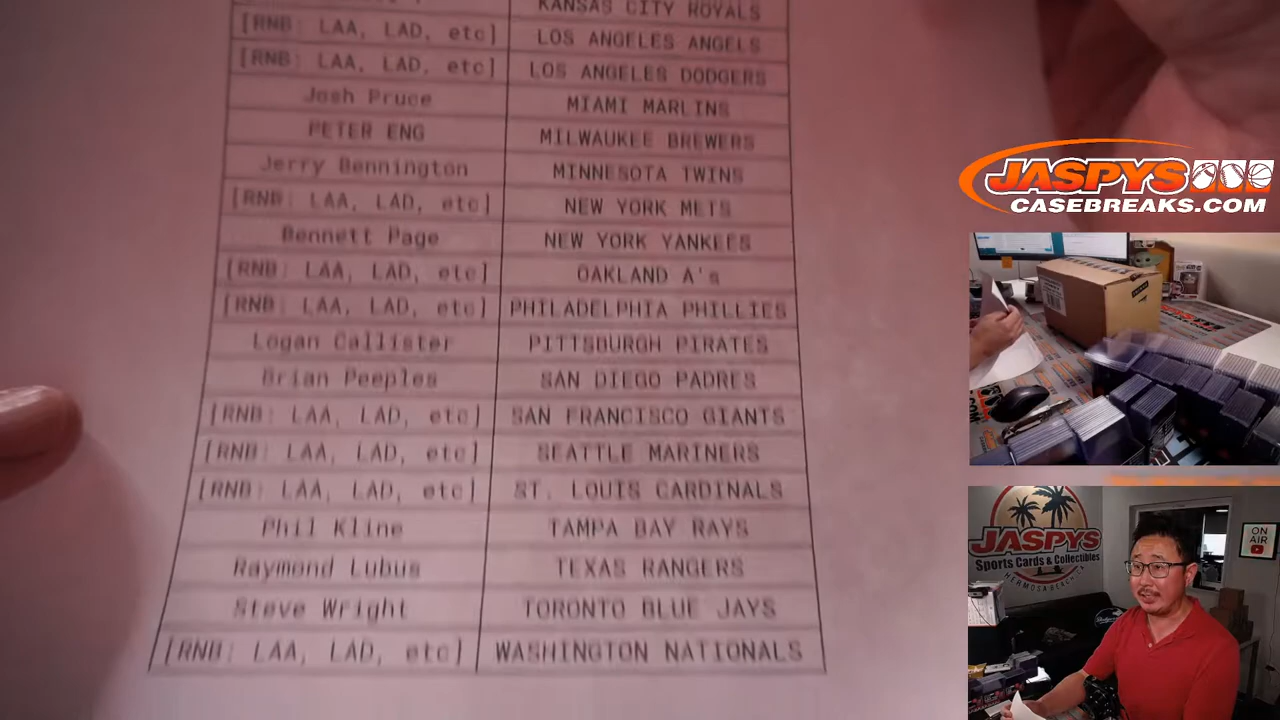 KANSAS CITY ROYALS
[RNB: LAA, LAD, etc] LOS ANGELES ANGELS
[RNB: LAA, LAD, etc] LOS ANGELES DODGERS
Josh Pruce MIAMI MARLINS
PETER ENG MILWAUKEE BREWERS
Jerry Bennington MINNESOTA TWINS
[RNB: LAA, LAD, etc] NEW YORK METS
Bennett Page NEW YORK YANKEES
[RNB: LAA, LAD, etc] OAKLAND A's
[RNB: LAA, LAD, etc] PHILADELPHIA PHILLIES
Logan Callister PITTSBURGH PIRATES
Brian Peeples SAN DIEGO PADRES
[RNB: LAA, LAD, etc] SAN FRANCISCO GIANTS
[RNB: LAA, LAD, etc] SEATTLE MARINERS
[RNB: LAA, LAD, etc] ST. LOUIS CARDINALS
Phil Kline TAMPA BAY RAYS
Raymond Lubus TEXAS RANGERS
Steve Wright TORONTO BLUE JAYS
[RNB: LAA, LAD, etc] WASHINGTON NATIONALS
JASPYS
CASEBREAKS.COM
JASPYS
Sports Cards & Collectibles
HERMOSA BEACH
ON
AIR